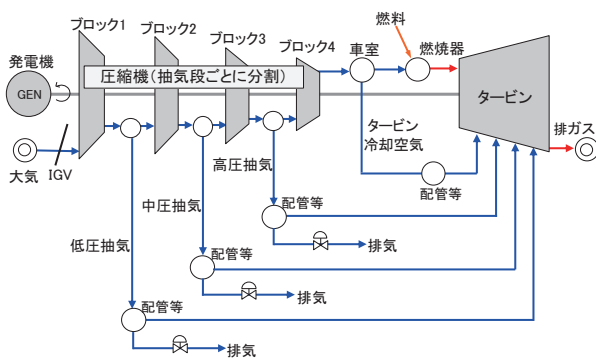 ブロック1
ブロック2
ブロック3
ブロック4
車室
燃料
燃焼器
発電機
GEN
圧縮機(抽気段ごとに分割)
タービン
大気
IGV
タービン
冷却空気
排ガス
高圧抽気
配管等
中圧抽気
配管等
排気
低圧抽気
配管等
排気
配管等
排気